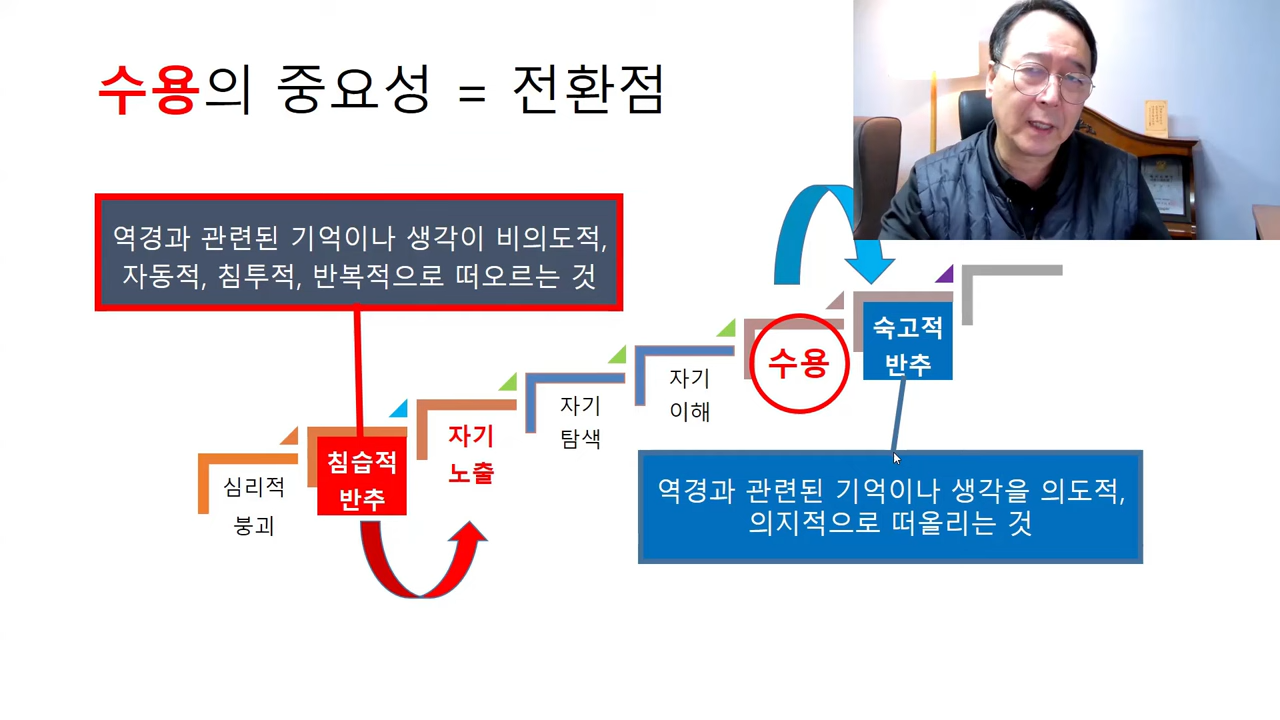 수용의 중요성 = 전환점
역경과 관련된 기억이나 생각이 비의도적,
자동적, 침투적, 반복적으로 떠오르는 것
심리적
붕괴
침습적
반추
자기
노출
자기
탐색
자기
이해
수용
숙고적
반추
역경과 관련된 기억이나 생각을 의도적,
의지적으로 떠올리는 것